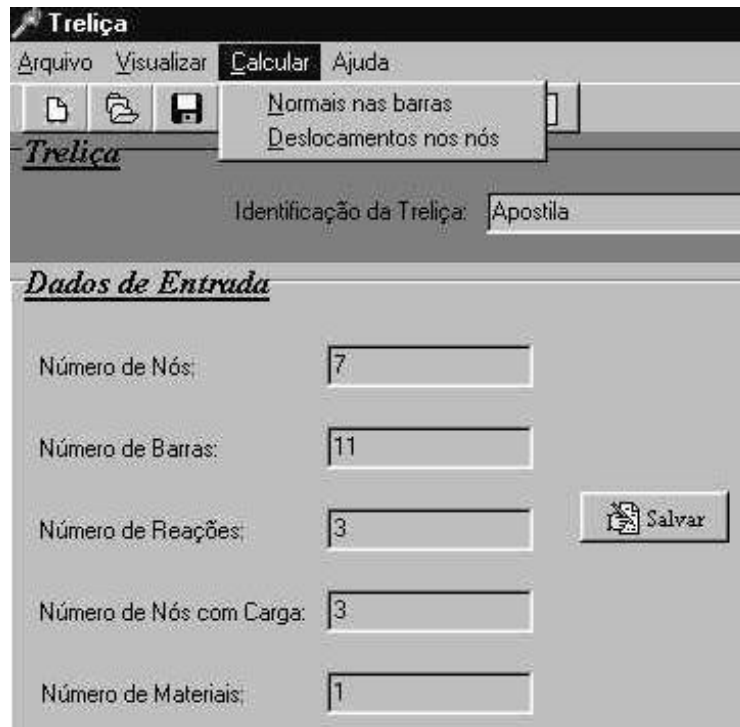 Treliça
Arquivo Visualizar Calcular Ajuda
Normais nas barras
Deslocamentos nos nós
Treliça
Identificação da Treliça: Apostila
Dados de Entrada
Número de Nós: 7
Número de Barras: 11
Número de Reações: 3
Salvar
Número de Nós com Carga: 3
Número de Materiais: 1